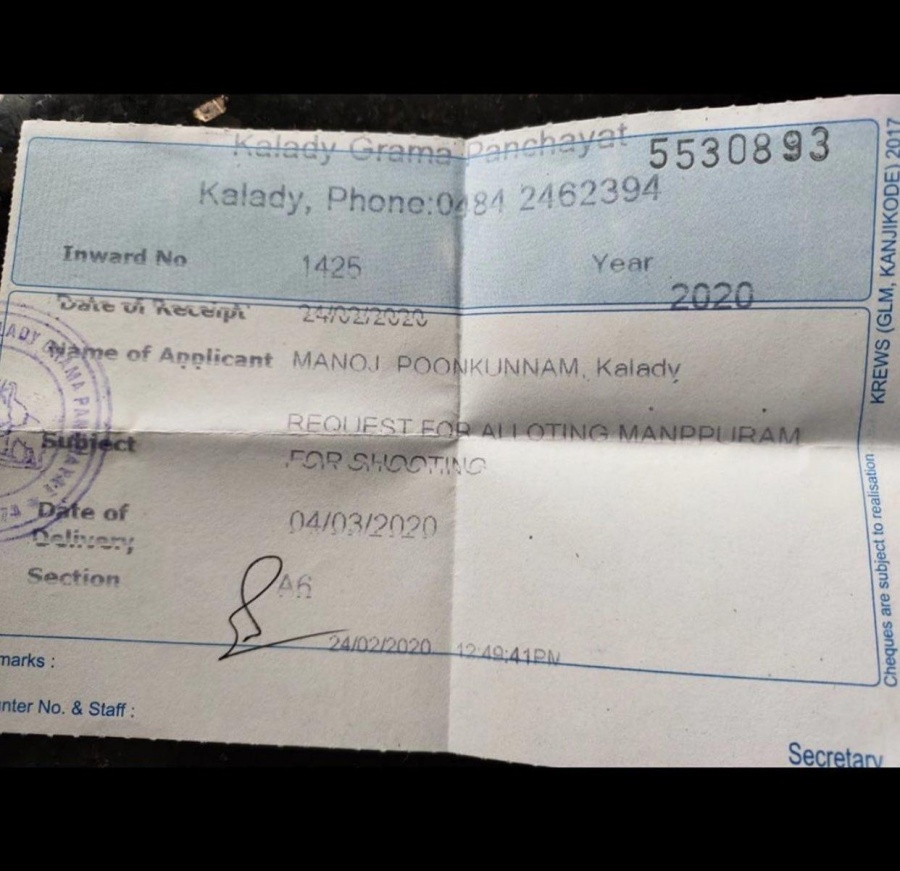 Kalady Grama Panchayat 5530893
Kalady, Phone:0484 2462394
Inward No 1425 Year 2020
Date of Receipt 24/02/2020
Name of Applicant MANOJ POONKUNNAM, Kalady
Subject REQUEST FOR ALLOTING MANPPURAM
FOR SHOOTING
Date of Delivery 04/03/2020
Section A6
24/02/2020 12:49:41PM
marks :
nter No. & Staff :
Secretary
KREWS (GLM, KANJIKODE) 2017
Cheques are subject to realisation
LADY GRAMA PAN